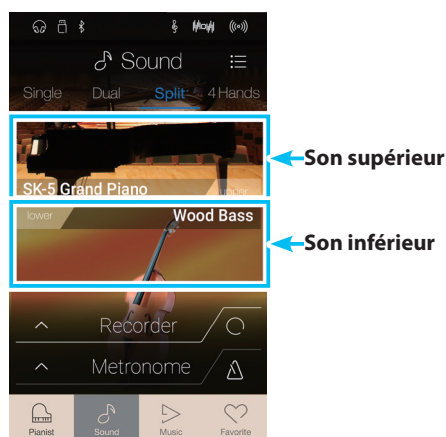 Sound
Single Dual Split 4 Hands
SK-5 Grand Piano upper
Son supérieur
lower Wood Bass
Son inférieur
Recorder
Metronome
Pianist Sound Music Favorite